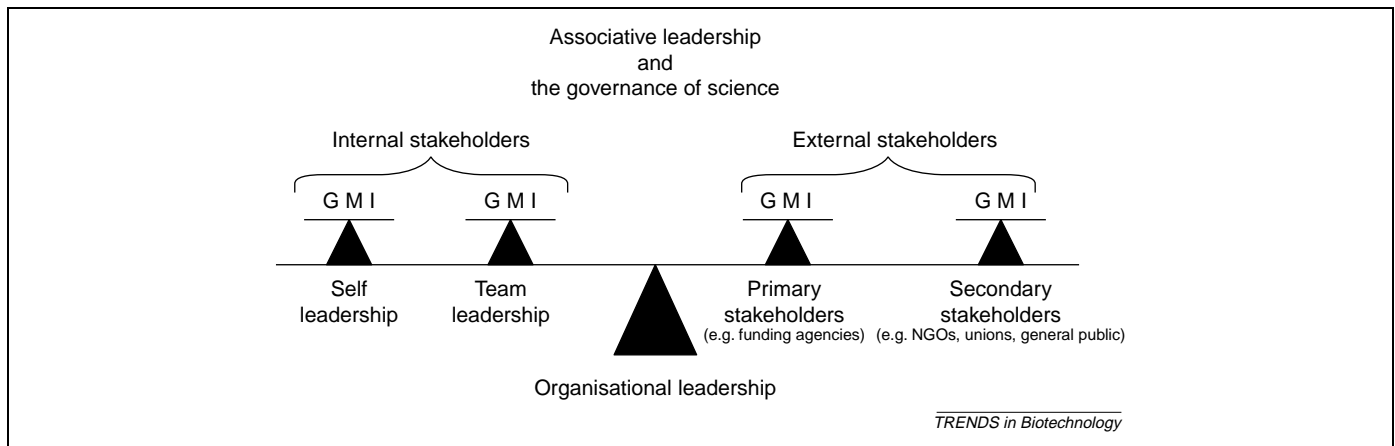 Associative leadership
and
the governance of science
Internal stakeholders
External stakeholders
G M I
G M I
G M I
G M I
Self
leadership
Team
leadership
Primary
stakeholders
(e.g. funding agencies)
Secondary
stakeholders
(e.g. NGOs, unions, general public)
Organisational leadership
TRENDS in Biotechnology